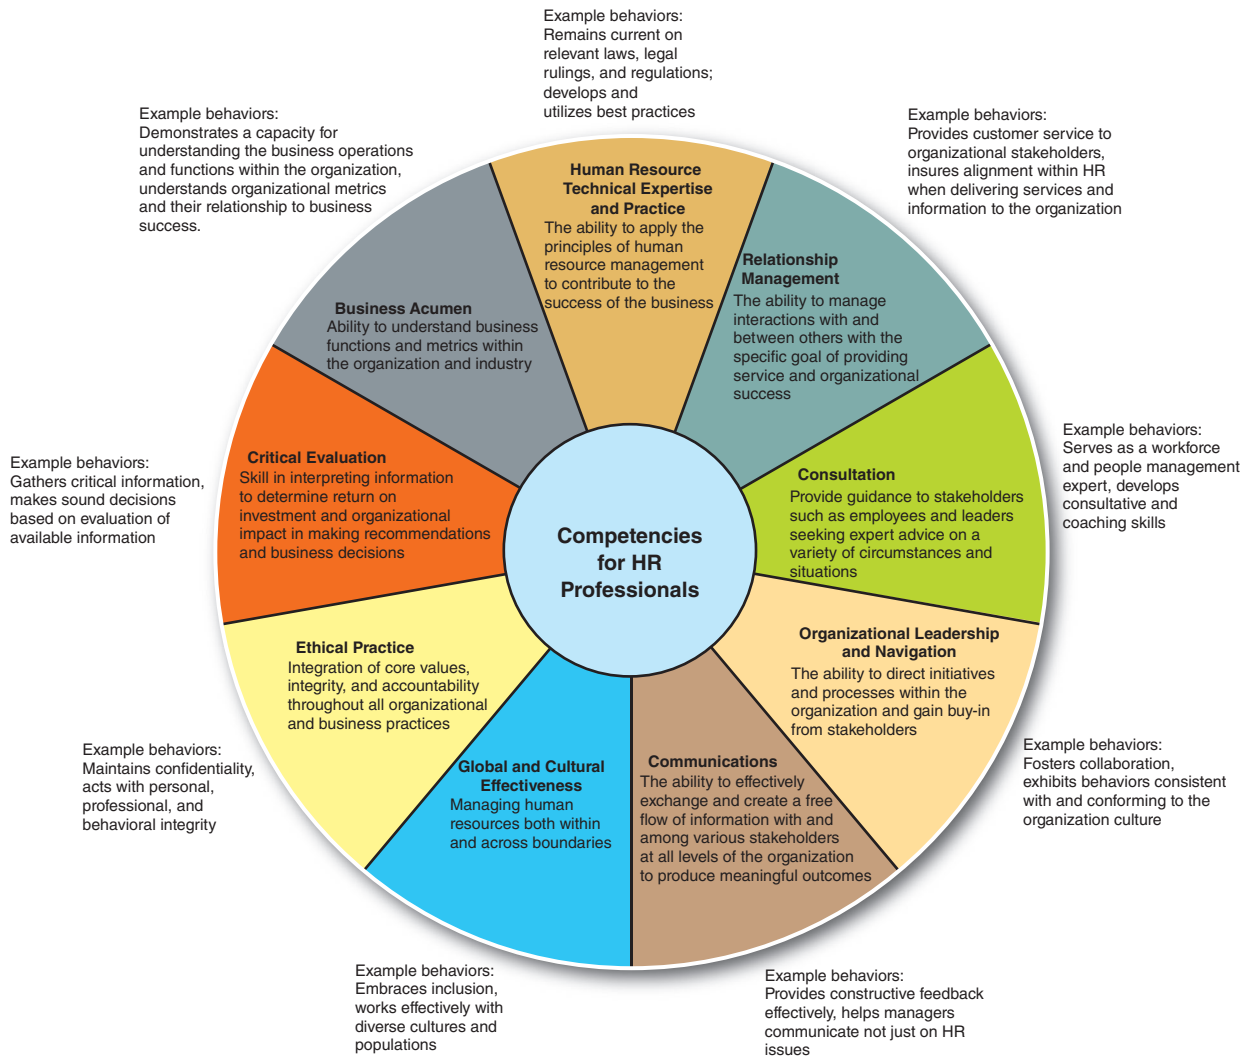 Example behaviors:
Remains current on
relevant laws, legal
rulings, and regulations;
develops and
utilizes best practices
Example behaviors:
Demonstrates a capacity for
understanding the business operations
and functions within the organization,
understands organizational metrics
and their relationship to business
success.
Example behaviors:
Provides customer service to
organizational stakeholders,
insures alignment within HR
when delivering services and
information to the organization
Human Resource
Technical Expertise
and Practice
The ability to apply the
principles of human
resource management
to contribute to the
success of the business
Relationship
Management
The ability to manage
interactions with and
between others with the
specific goal of providing
service and organizational
success
Business Acumen
Ability to understand business
functions and metrics within
the organization and industry
Critical Evaluation
Skill in interpreting information
to determine return on
investment and organizational
impact in making recommendations
and business decisions
Example behaviors:
Gathers critical information,
makes sound decisions
based on evaluation of
available information
Consultation
Provide guidance to stakeholders
such as employees and leaders
seeking expert advice on a
variety of circumstances and
situations
Example behaviors:
Serves as a workforce
and people management
expert, develops
consultative and
coaching skills
Competencies
for HR
Professionals
Ethical Practice
Integration of core values,
integrity, and accountability
throughout all organizational
and business practices
Organizational Leadership
and Navigation
The ability to direct initiatives
and processes within the
organization and gain buy-in
from stakeholders
Example behaviors:
Maintains confidentiality,
acts with personal,
professional, and
behavioral integrity
Global and Cultural
Effectiveness
Managing human
resources both within
and across boundaries
Communications
The ability to effectively
exchange and create a free
flow of information with and
among various stakeholders
at all levels of the organization
to produce meaningful outcomes
Example behaviors:
Fosters collaboration,
exhibits behaviors consistent
with and conforming to the
organization culture
Example behaviors:
Embraces inclusion,
works effectively with
diverse cultures and
populations
Example behaviors:
Provides constructive feedback
effectively, helps managers
communicate not just on HR
issues